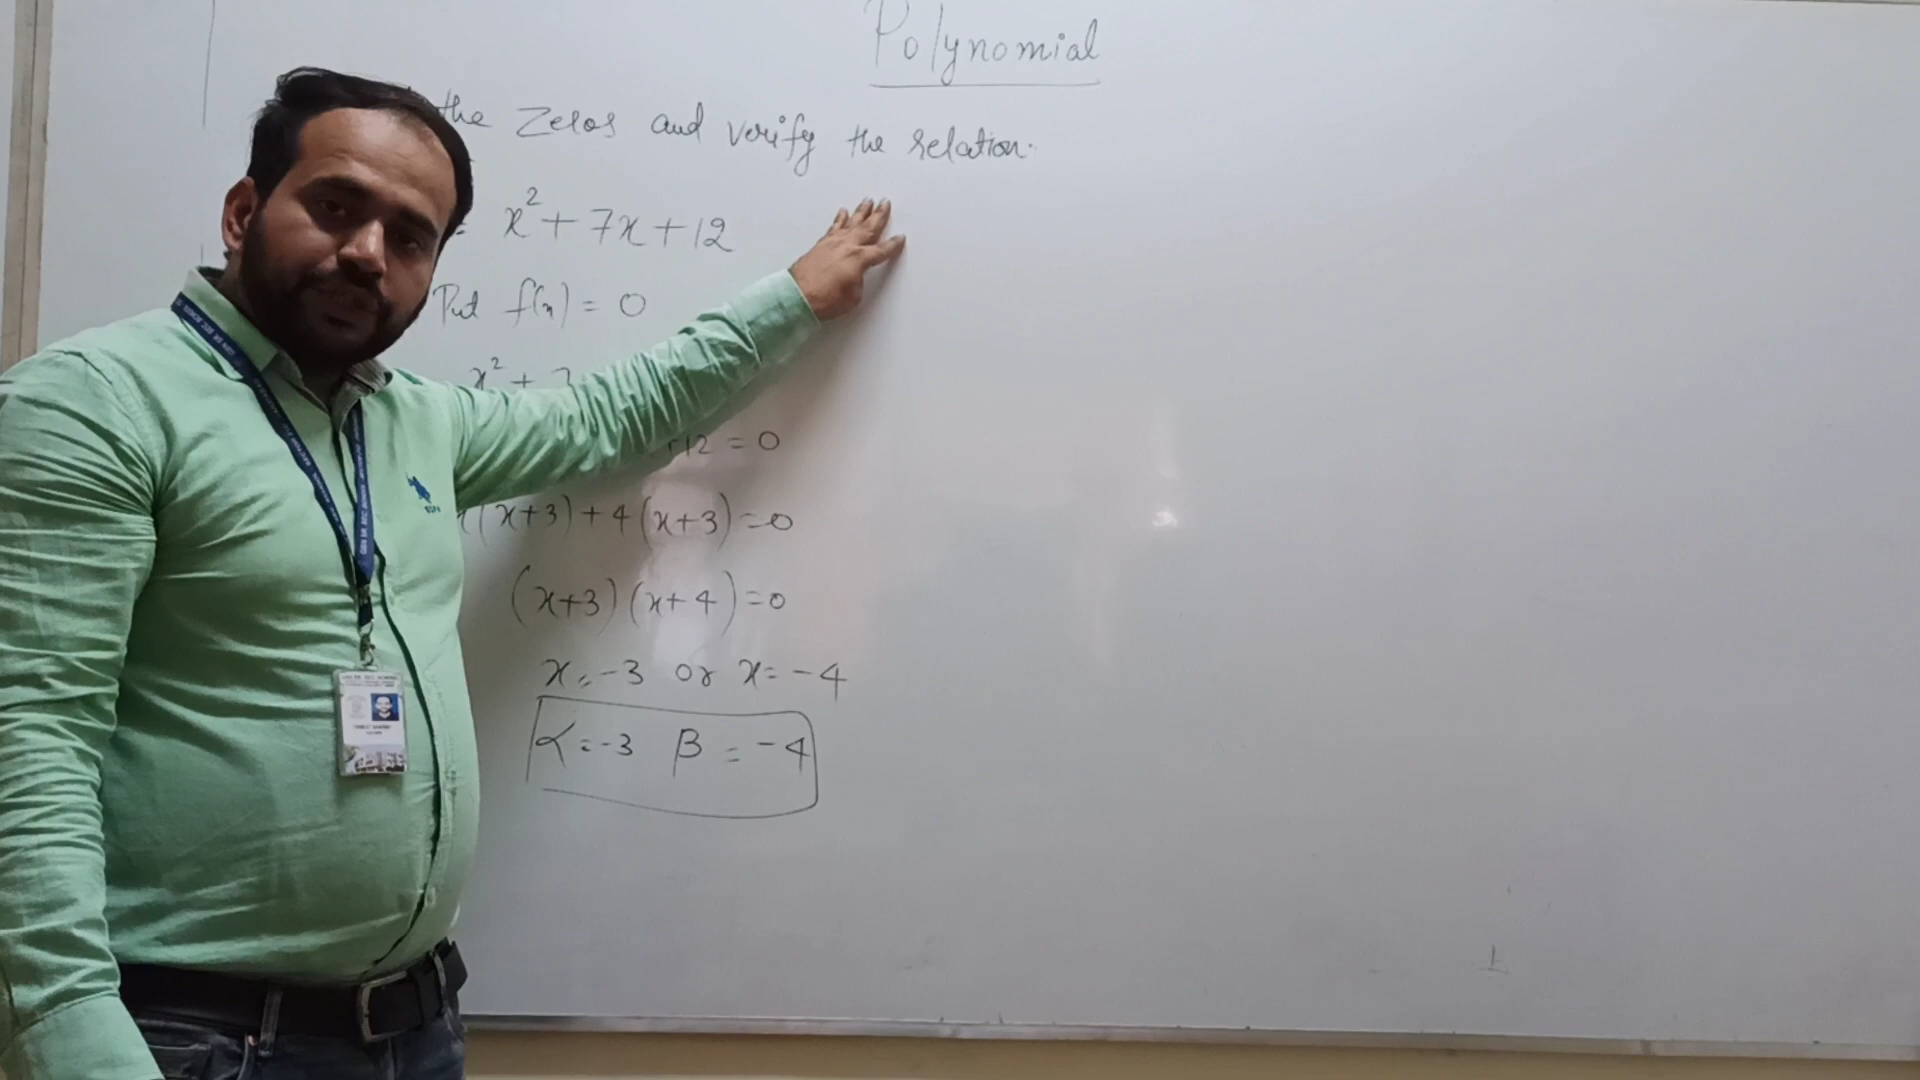 Polynomial
the zeros and verify the relation.
= x² + 7x + 12
Put f(x) = 0
x² + 7
+12 = 0
x(x+3) + 4(x+3) = 0
(x+3)(x+4) = 0
x = -3 or x = -4
α = -3 β = -4